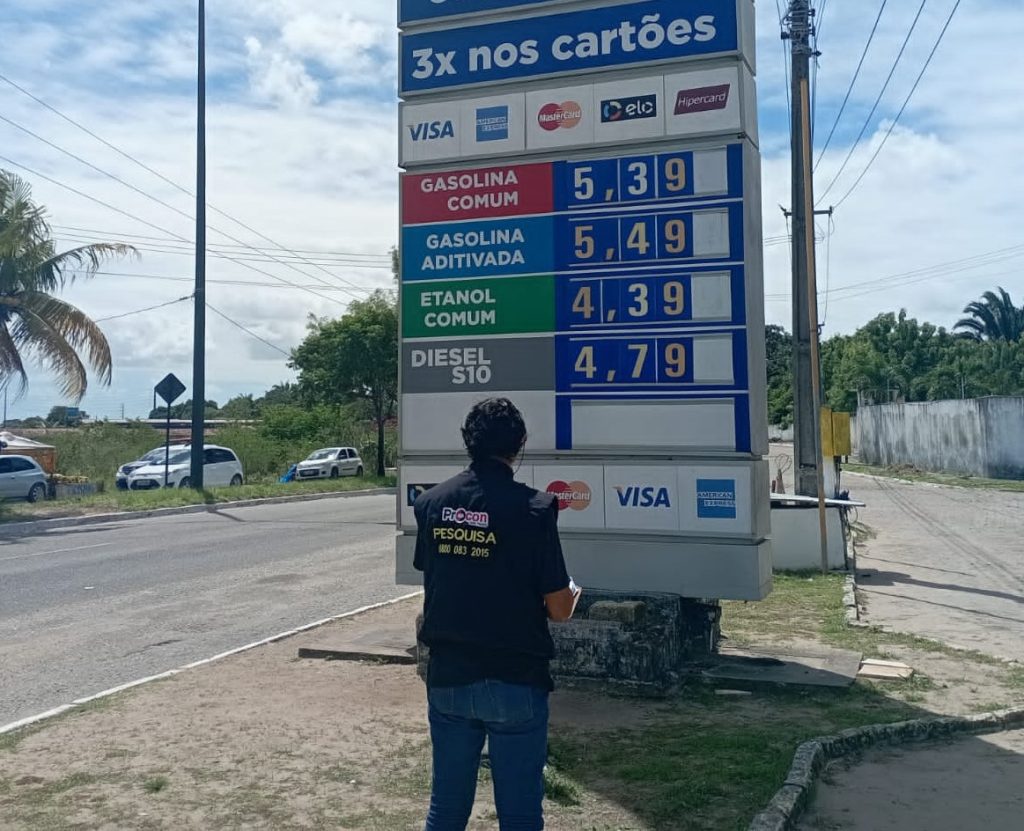 3x nos cartões
VISA AMERICAN EXPRESS MasterCard elo Hipercard
GASOLINA COMUM 5,39
GASOLINA ADITIVADA 5,49
ETANOL COMUM 4,39
DIESEL S10 4,79
MasterCard VISA AMERICAN EXPRESS
Procon
PESQUISA
0800 083 2015